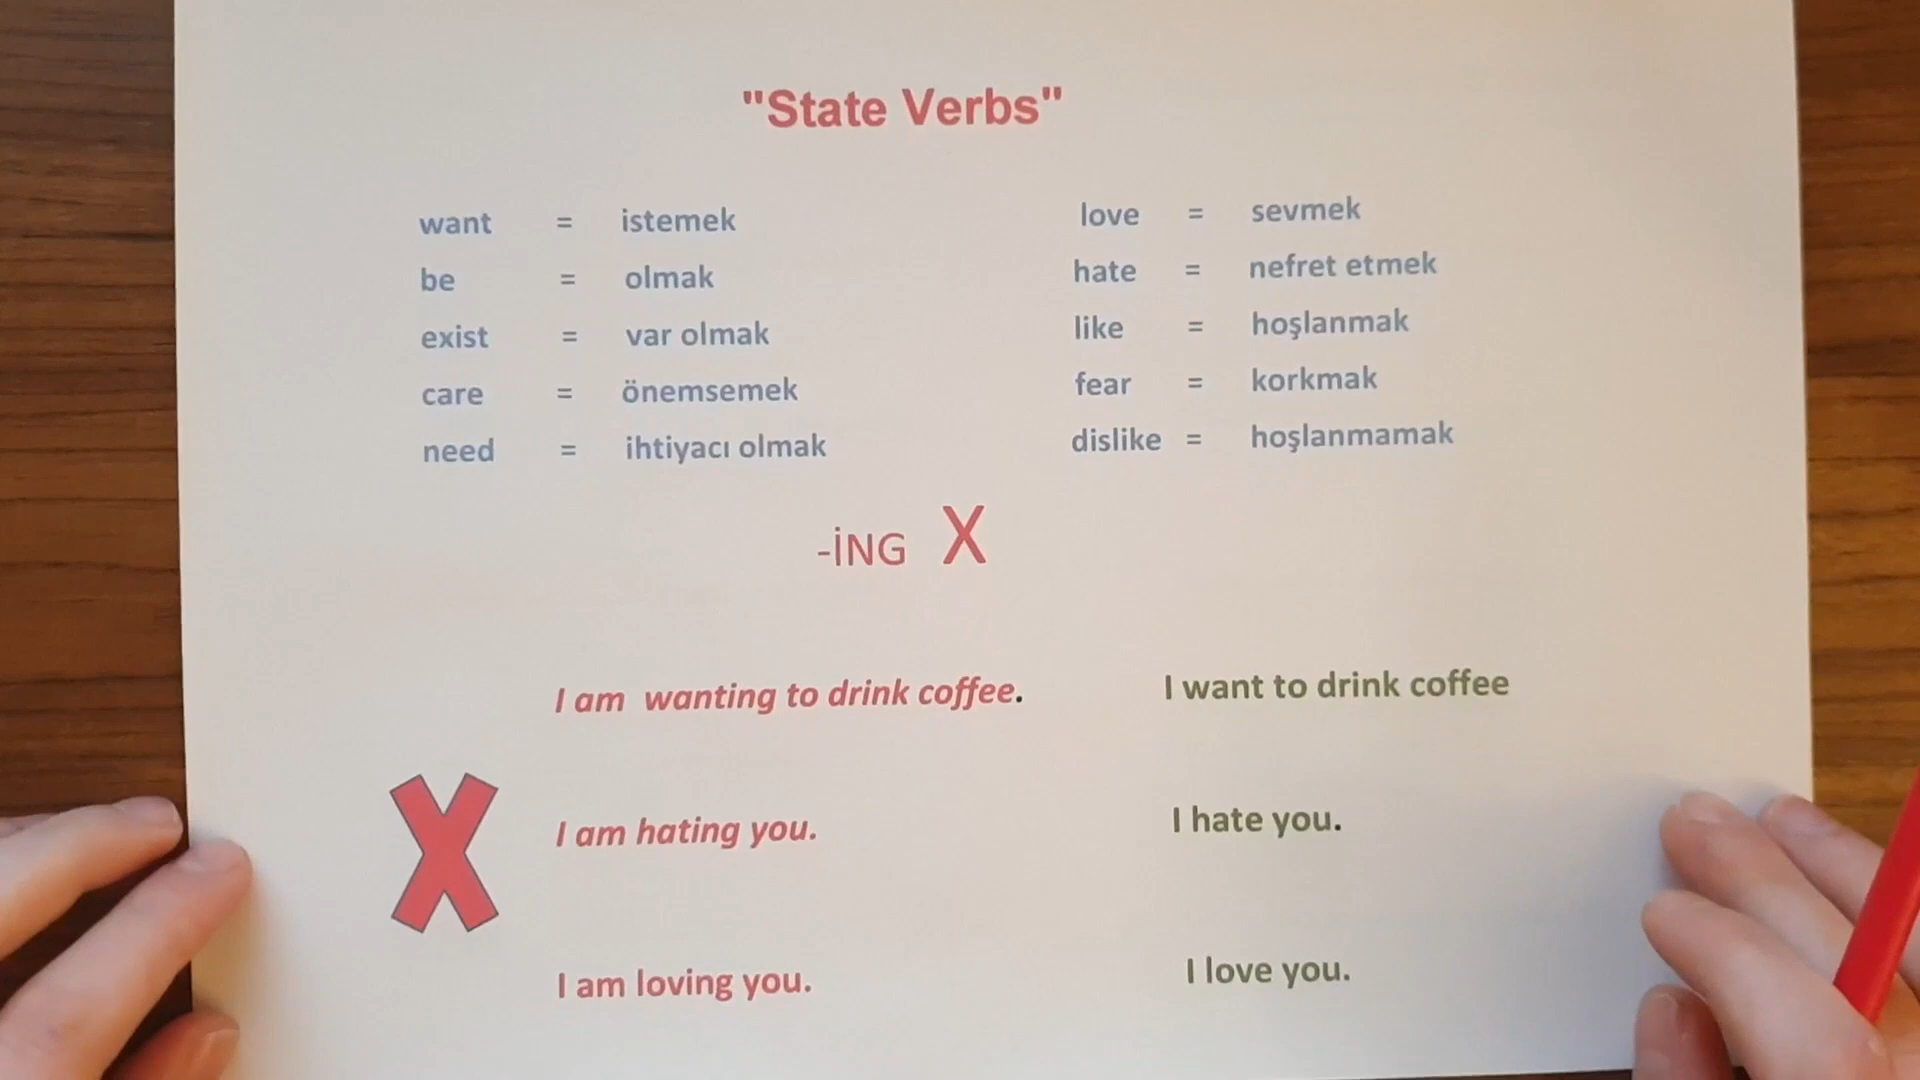 "State Verbs"
want = istemek
be = olmak
exist = var olmak
care = önemsemek
need = ihtiyacı olmak
love = sevmek
hate = nefret etmek
like = hoşlanmak
fear = korkmak
dislike = hoşlanmamak
-İNG X
I am wanting to drink coffee.
I want to drink coffee
X
I am hating you.
I hate you.
I am loving you.
I love you.